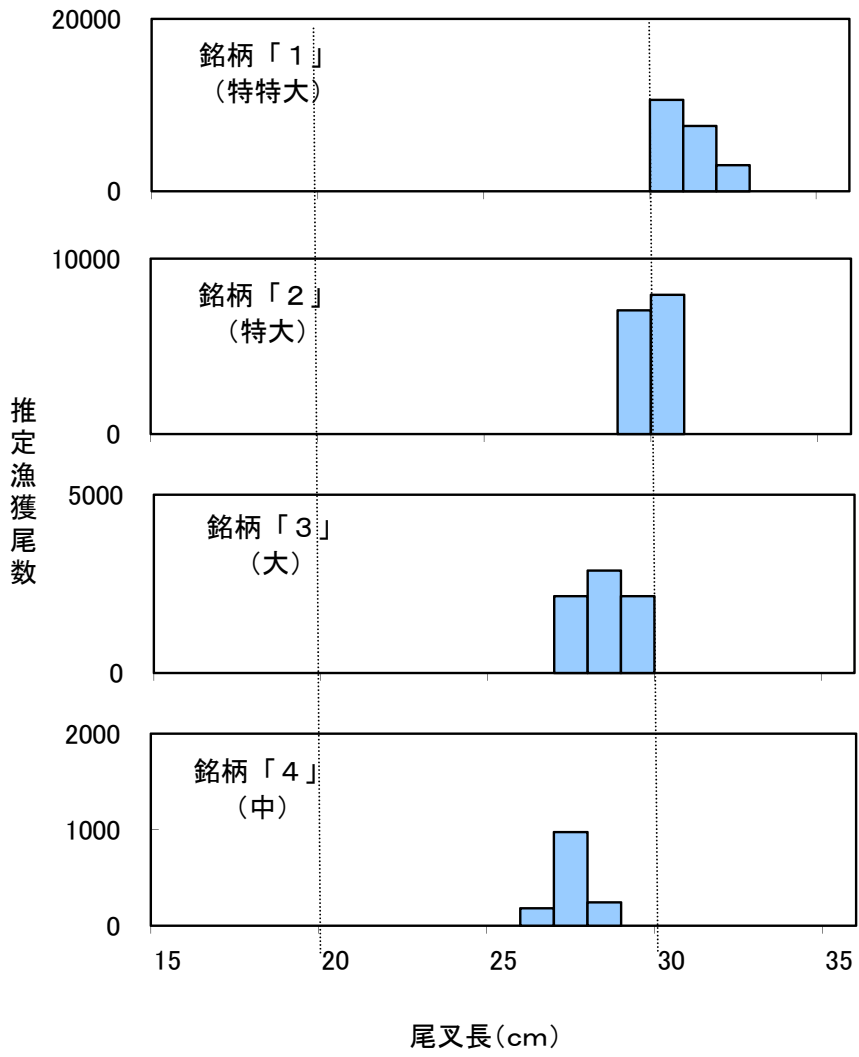 20000
銘柄「１」
（特特大）
0
10000
銘柄「２」
（特大）
0
推定漁獲尾数
5000
銘柄「３」
（大）
0
2000
銘柄「４」
（中）
1000
0
15 20 25 30 35
尾叉長（cm）